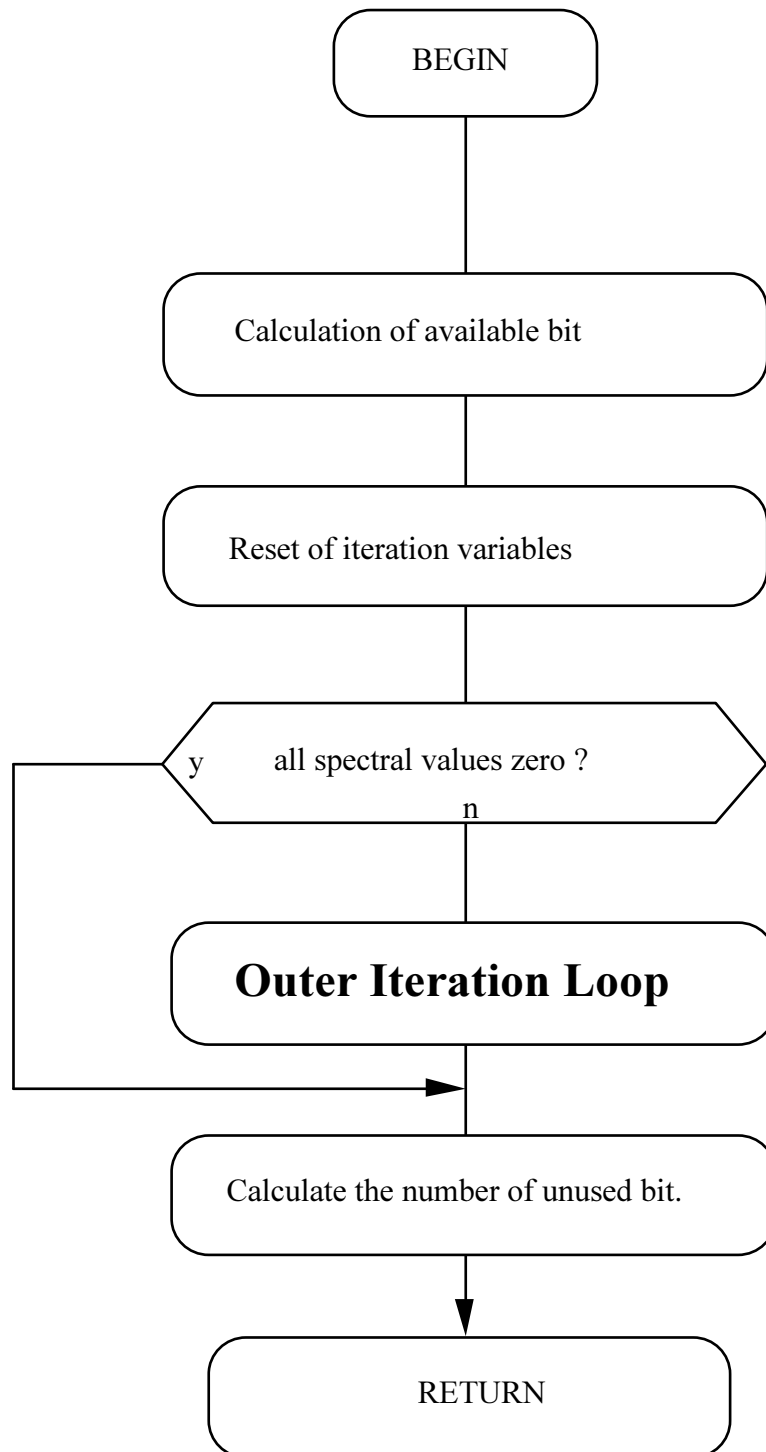 BEGIN
Calculation of available bit
Reset of iteration variables
y all spectral values zero ?
n
Outer Iteration Loop
Calculate the number of unused bit.
RETURN